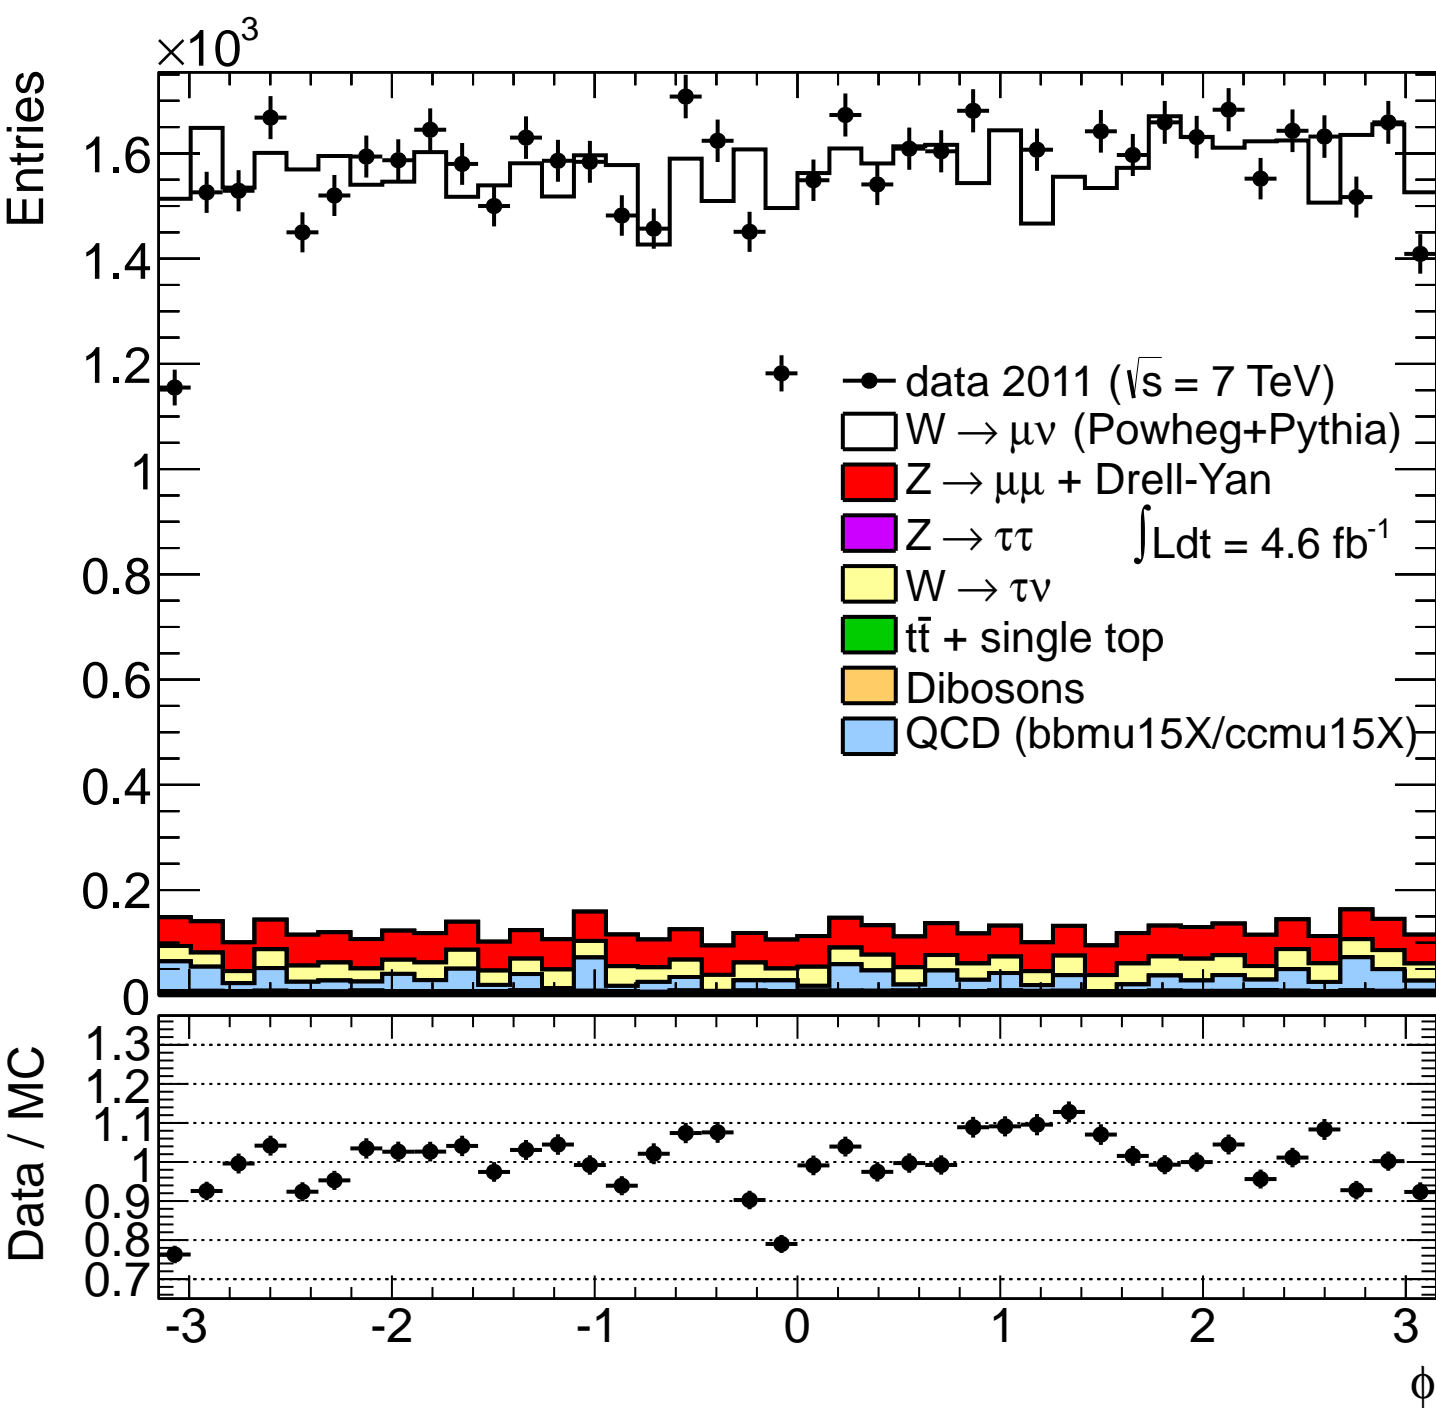 ×10³
Entries
1.6
1.4
1.2
1
0.8
0.6
0.4
0.2
0
data 2011 (√s = 7 TeV)
W → μν (Powheg+Pythia)
Z → μμ + Drell-Yan
Z → ττ
∫Ldt = 4.6 fb⁻¹
W → τν
tt̄ + single top
Dibosons
QCD (bbmu15X/ccmu15X)
Data / MC
1.3
1.2
1.1
1
0.9
0.8
0.7
-3 -2 -1 0 1 2 3
ϕ